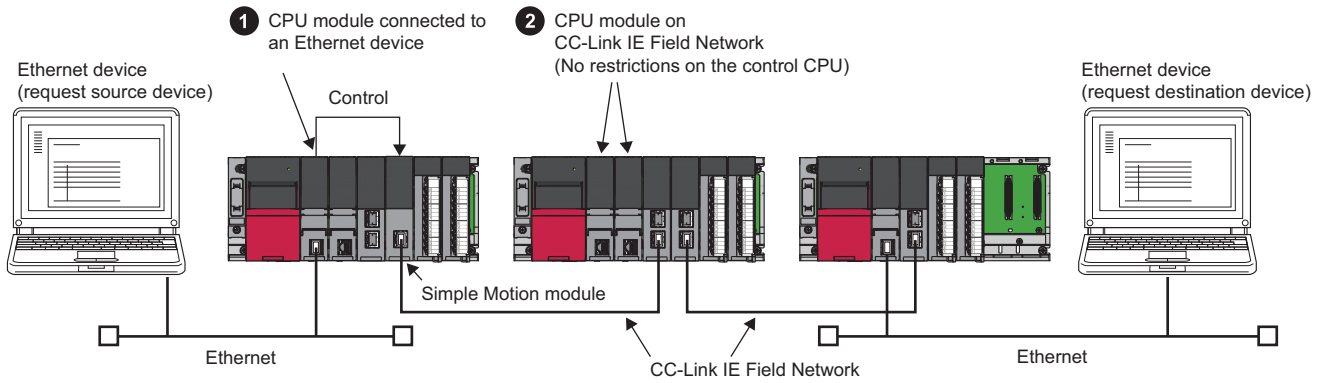 1 CPU module connected to
an Ethernet device
2 CPU module on
CC-Link IE Field Network
(No restrictions on the control CPU)
Ethernet device
(request source device)
Control
Ethernet device
(request destination device)
Simple Motion module
Ethernet
CC-Link IE Field Network
Ethernet